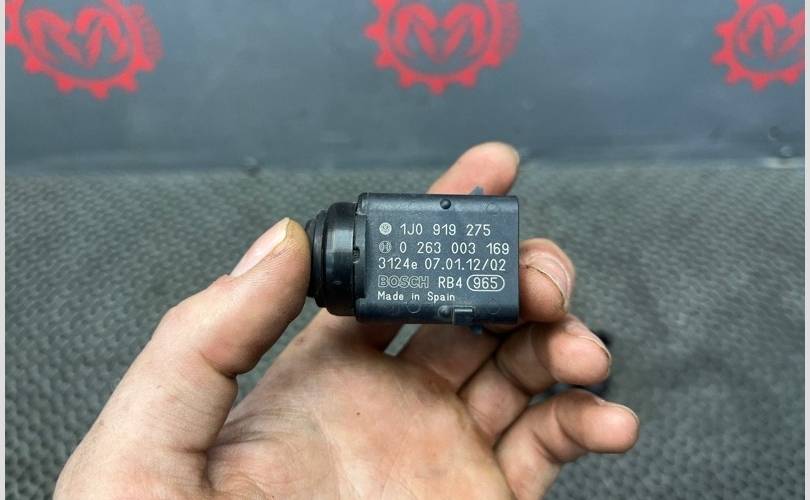 1J0 919 275
0 263 003 169
3124e 07.01.12/02
BOSCH RB4 965
Made in Spain